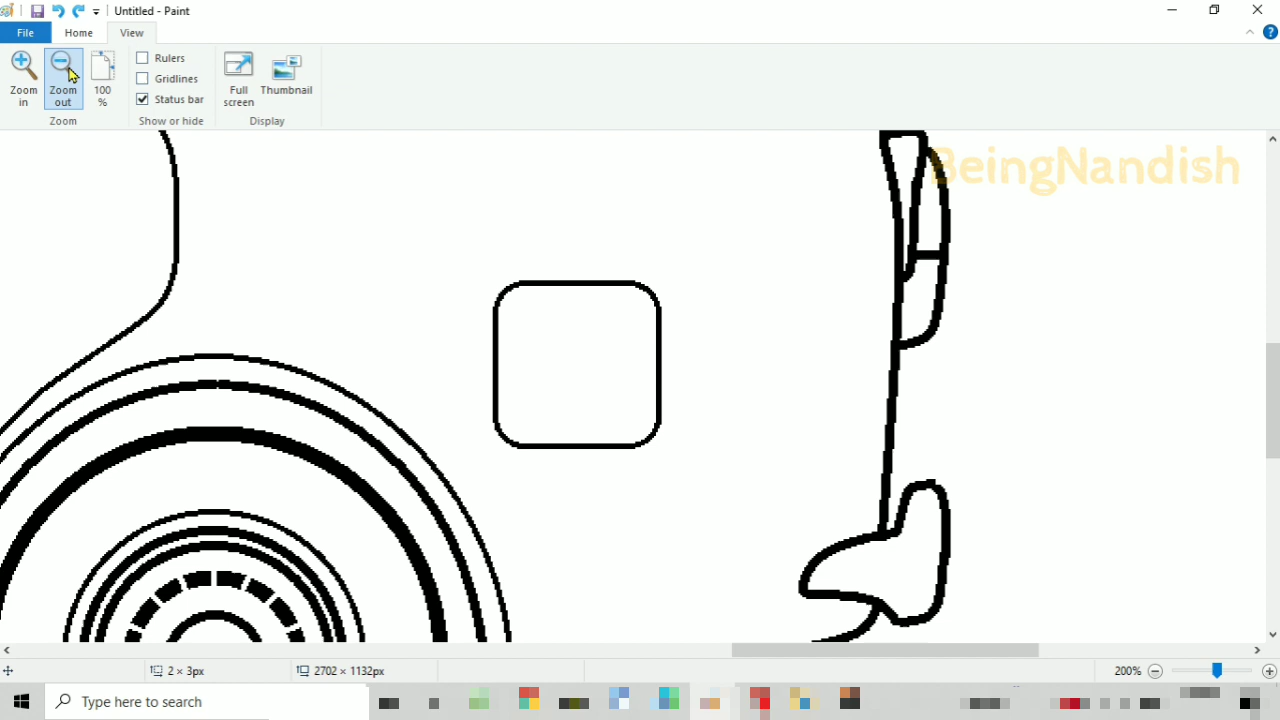 Untitled - Paint
File
Home
View
Zoom in
Zoom out
100 %
Rulers
Gridlines
Status bar
Full screen
Thumbnail
Zoom
Show or hide
Display
BeingNandish
2 × 3px
2702 × 1132px
200%
Type here to search